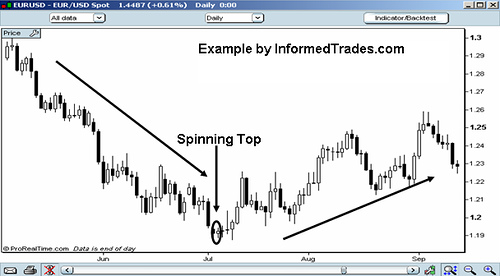 EURUSD - EUR/USD Spot 1.4487 (+0.61%) Daily 0:00
All data Daily Indicator/Backtest
Price
Example by InformedTrades.com
Spinning Top
1.3
1.29
1.28
1.27
1.26
1.25
1.24
1.23
1.22
1.21
1.2
1.19
© ProRealTime.com Data is end of day
Jun Jul Aug Sep